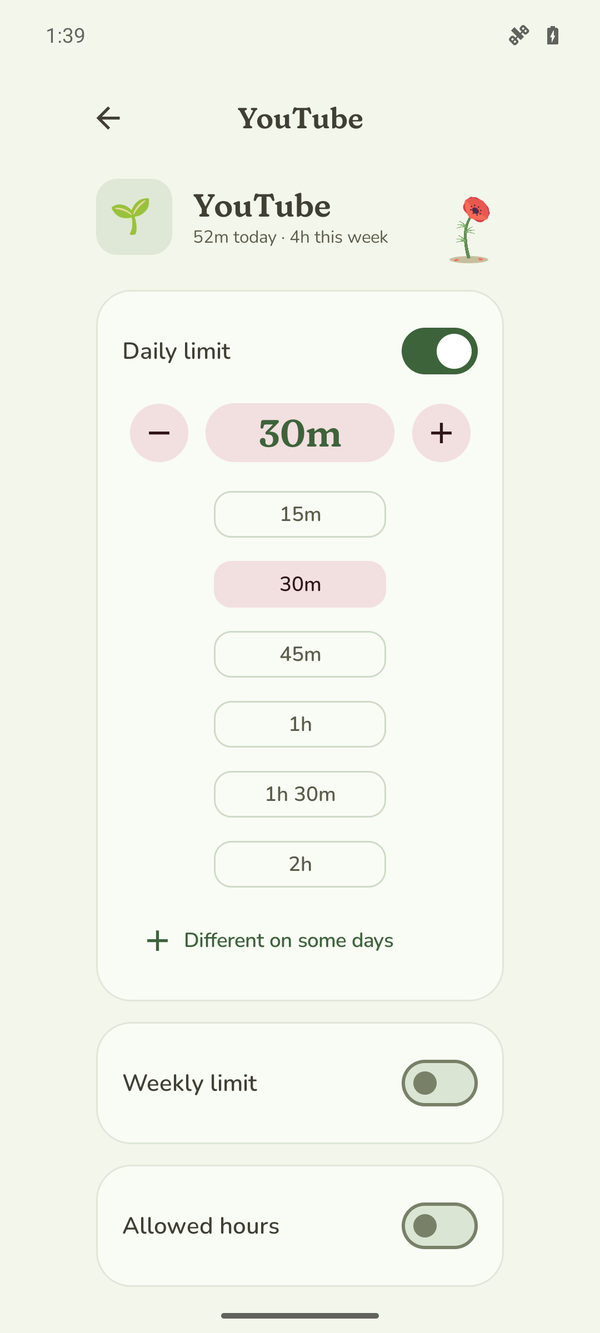 1:39
YouTube
YouTube
52m today · 4h this week
Daily limit
30m
15m
30m
45m
1h
1h 30m
2h
Different on some days
Weekly limit
Allowed hours